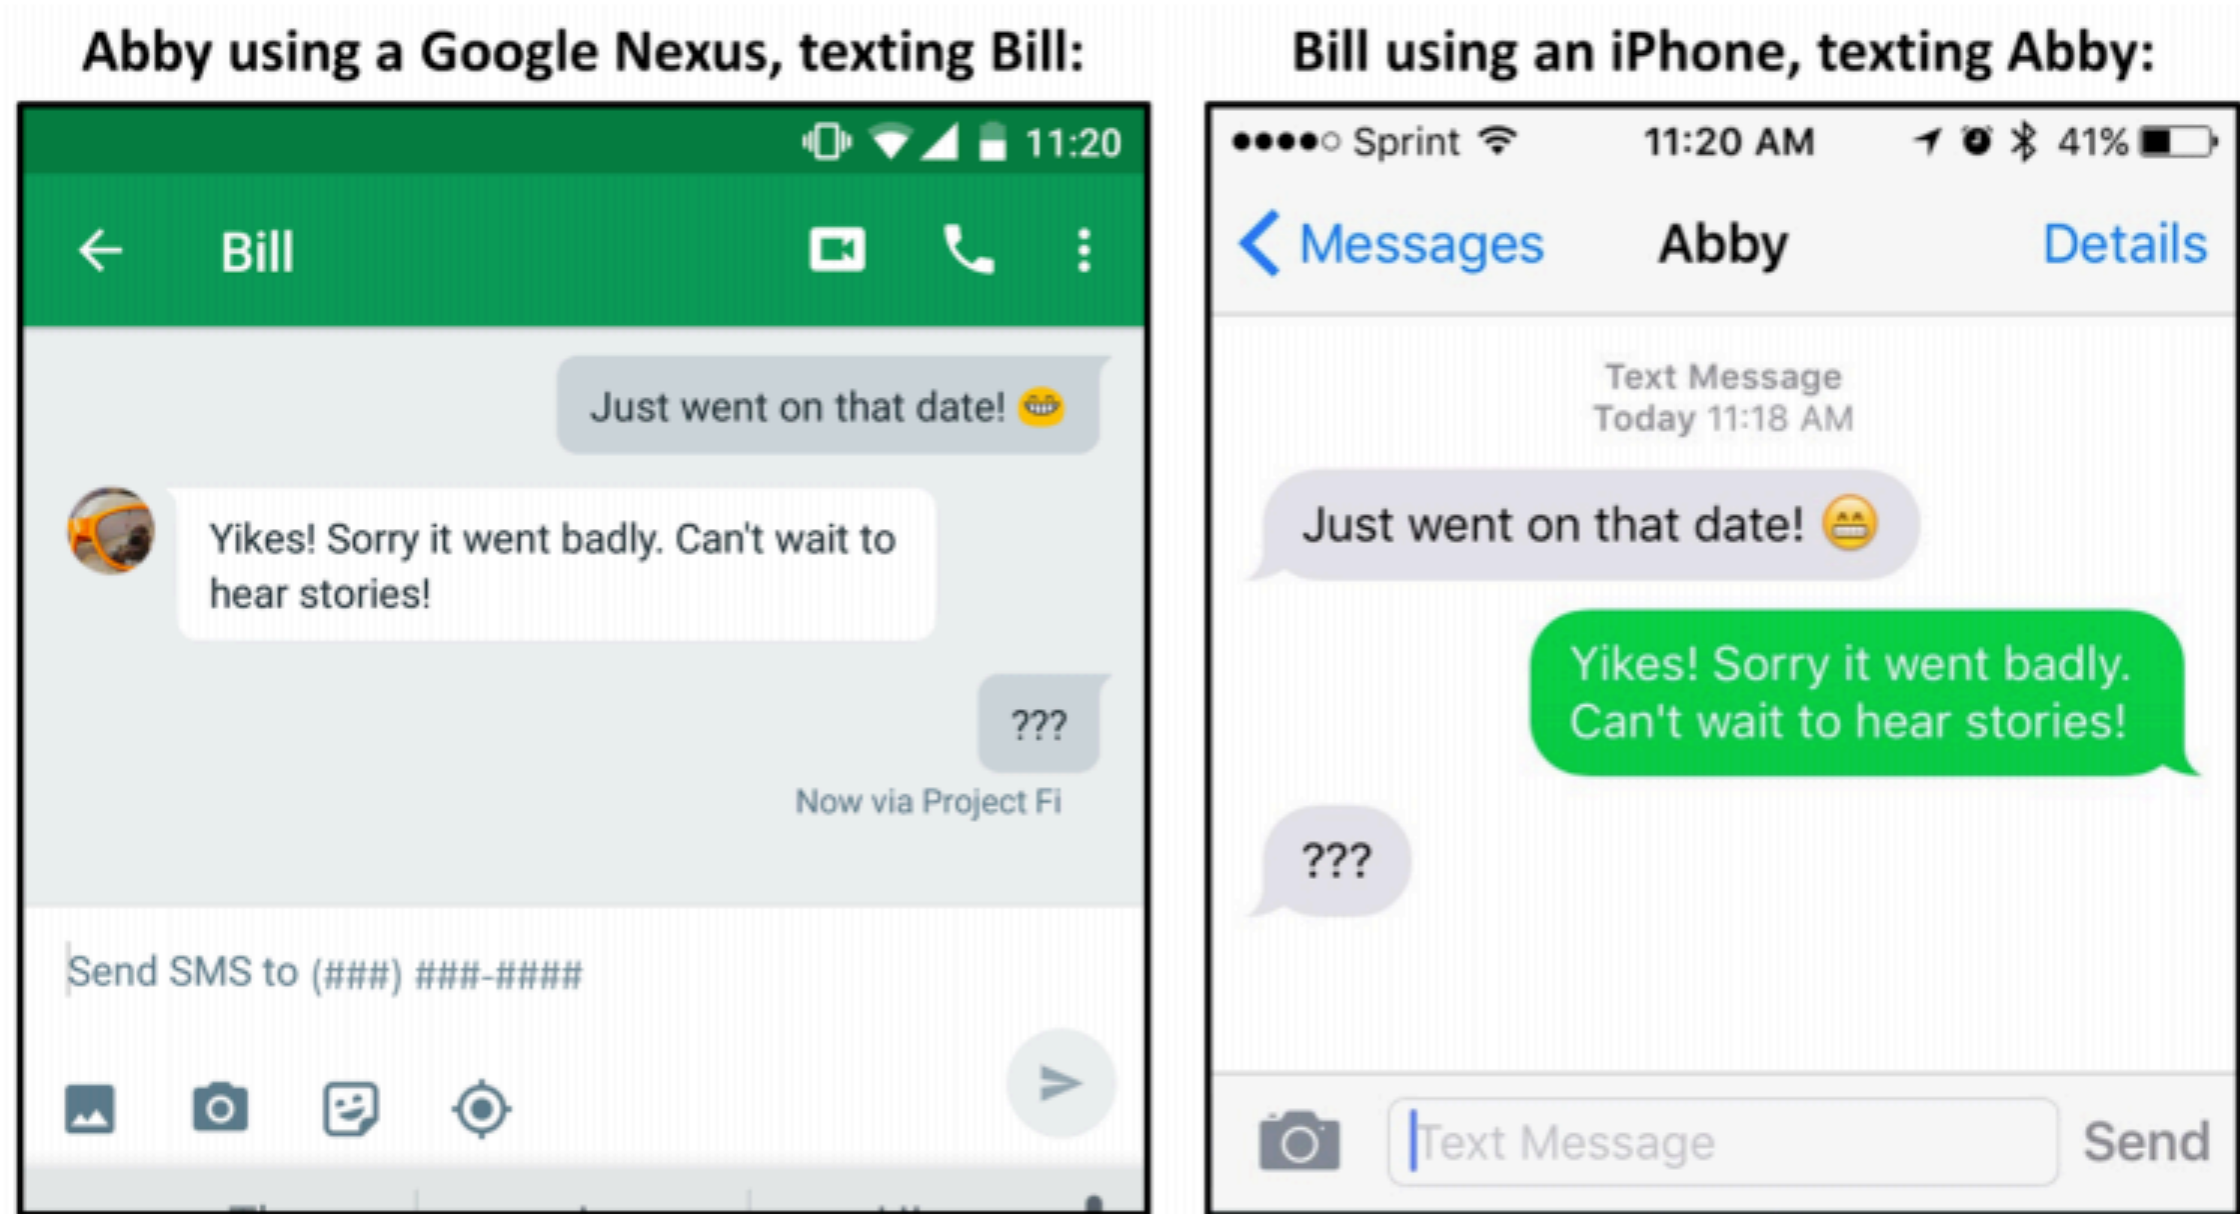 Abby using a Google Nexus, texting Bill:
11:20
Bill
Just went on that date! 😁
Yikes! Sorry it went badly. Can't wait to
hear stories!
???
Now via Project Fi
Send SMS to (###) ###-####
Bill using an iPhone, texting Abby:
Sprint 11:20 AM 41%
Messages Abby Details
Text Message
Today 11:18 AM
Just went on that date! 😁
Yikes! Sorry it went badly.
Can't wait to hear stories!
???
Text Message Send